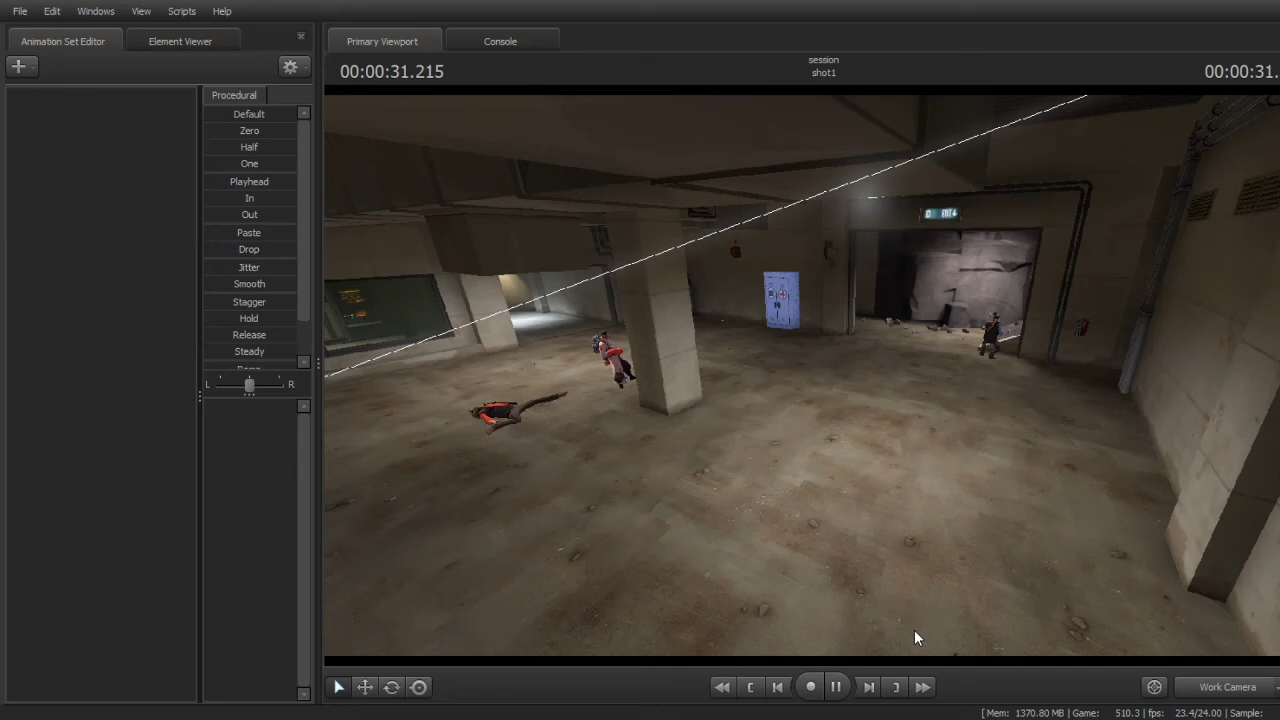 File Edit Windows View Scripts Help
Animation Set Editor Element Viewer
Primary Viewport Console
00:00:31.215
session
shot1
00:00:31.
Procedural
Default
Zero
Half
One
Playhead
In
Out
Paste
Drop
Jitter
Smooth
Stagger
Hold
Release
Steady
L R
Work Camera
[ Mem: 1370.80 MB | Game: 510.3 | fps: 23.4/24.00 | Sample: